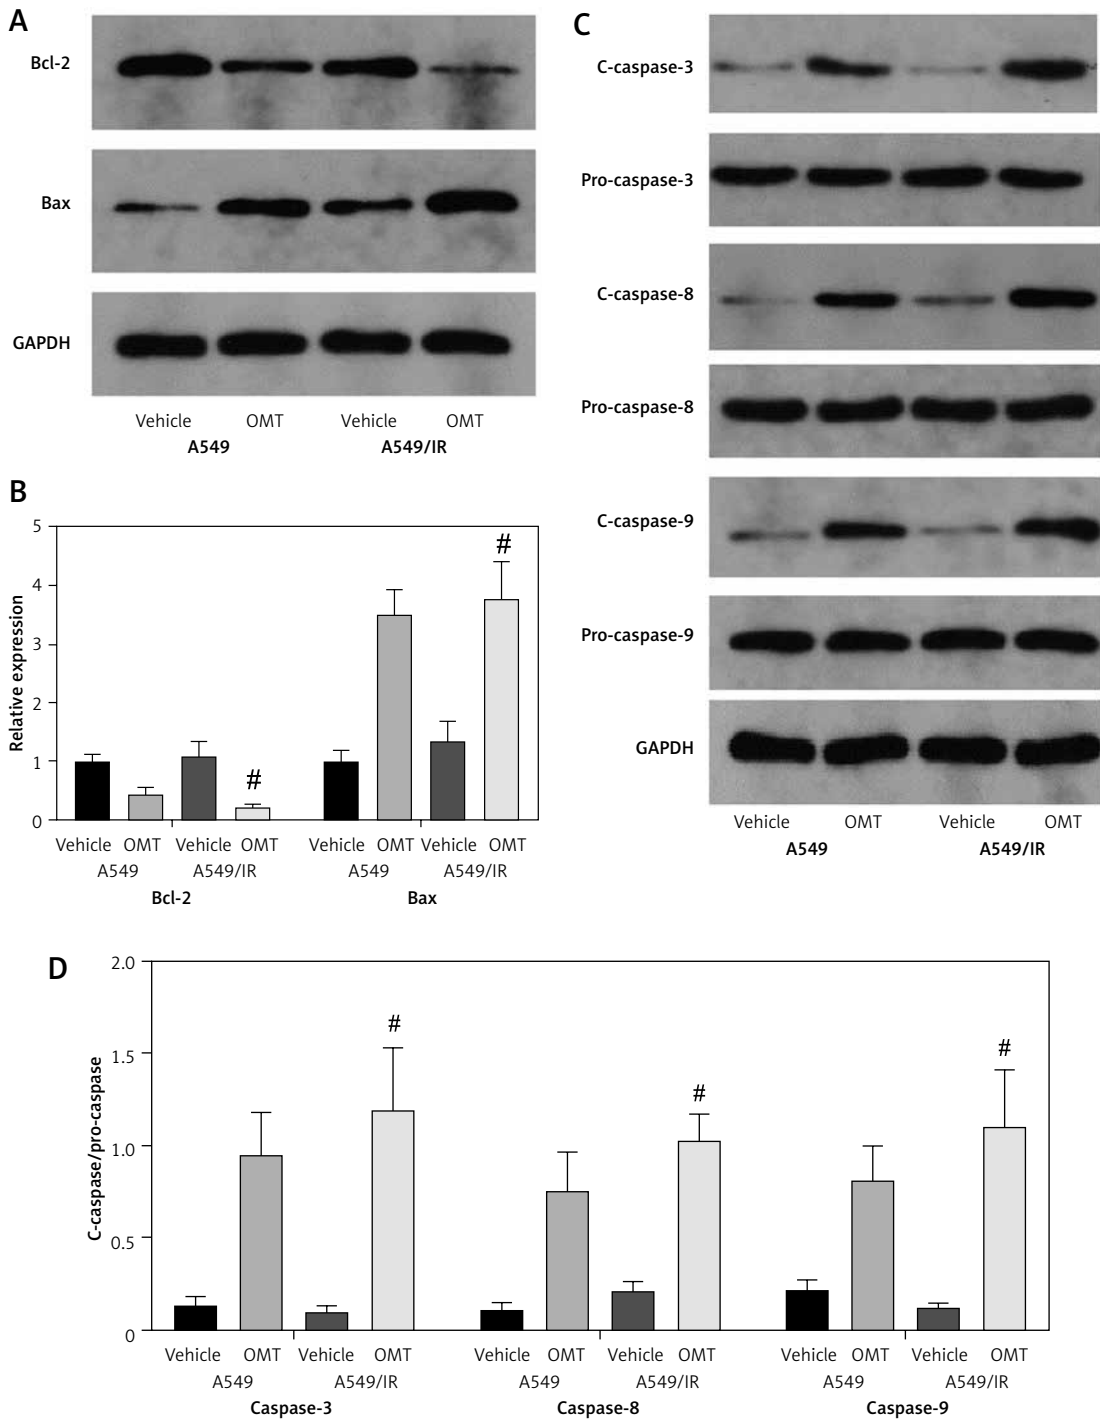 A
Bcl-2
Bax
GAPDH
Vehicle OMT Vehicle OMT
A549 A549/IR
B
Relative expression
5
4
3
2
1
0
#
#
Vehicle OMT Vehicle OMT Vehicle OMT Vehicle OMT
A549 A549/IR A549 A549/IR
Bcl-2 Bax
C
C-caspase-3
Pro-caspase-3
C-caspase-8
Pro-caspase-8
C-caspase-9
Pro-caspase-9
GAPDH
Vehicle OMT Vehicle OMT
A549 A549/IR
D
C-caspase/pro-caspase
2.0
1.5
1.0
0.5
0
#
#
#
Vehicle OMT Vehicle OMT Vehicle OMT Vehicle OMT Vehicle OMT Vehicle OMT
A549 A549/IR A549 A549/IR A549 A549/IR
Caspase-3 Caspase-8 Caspase-9